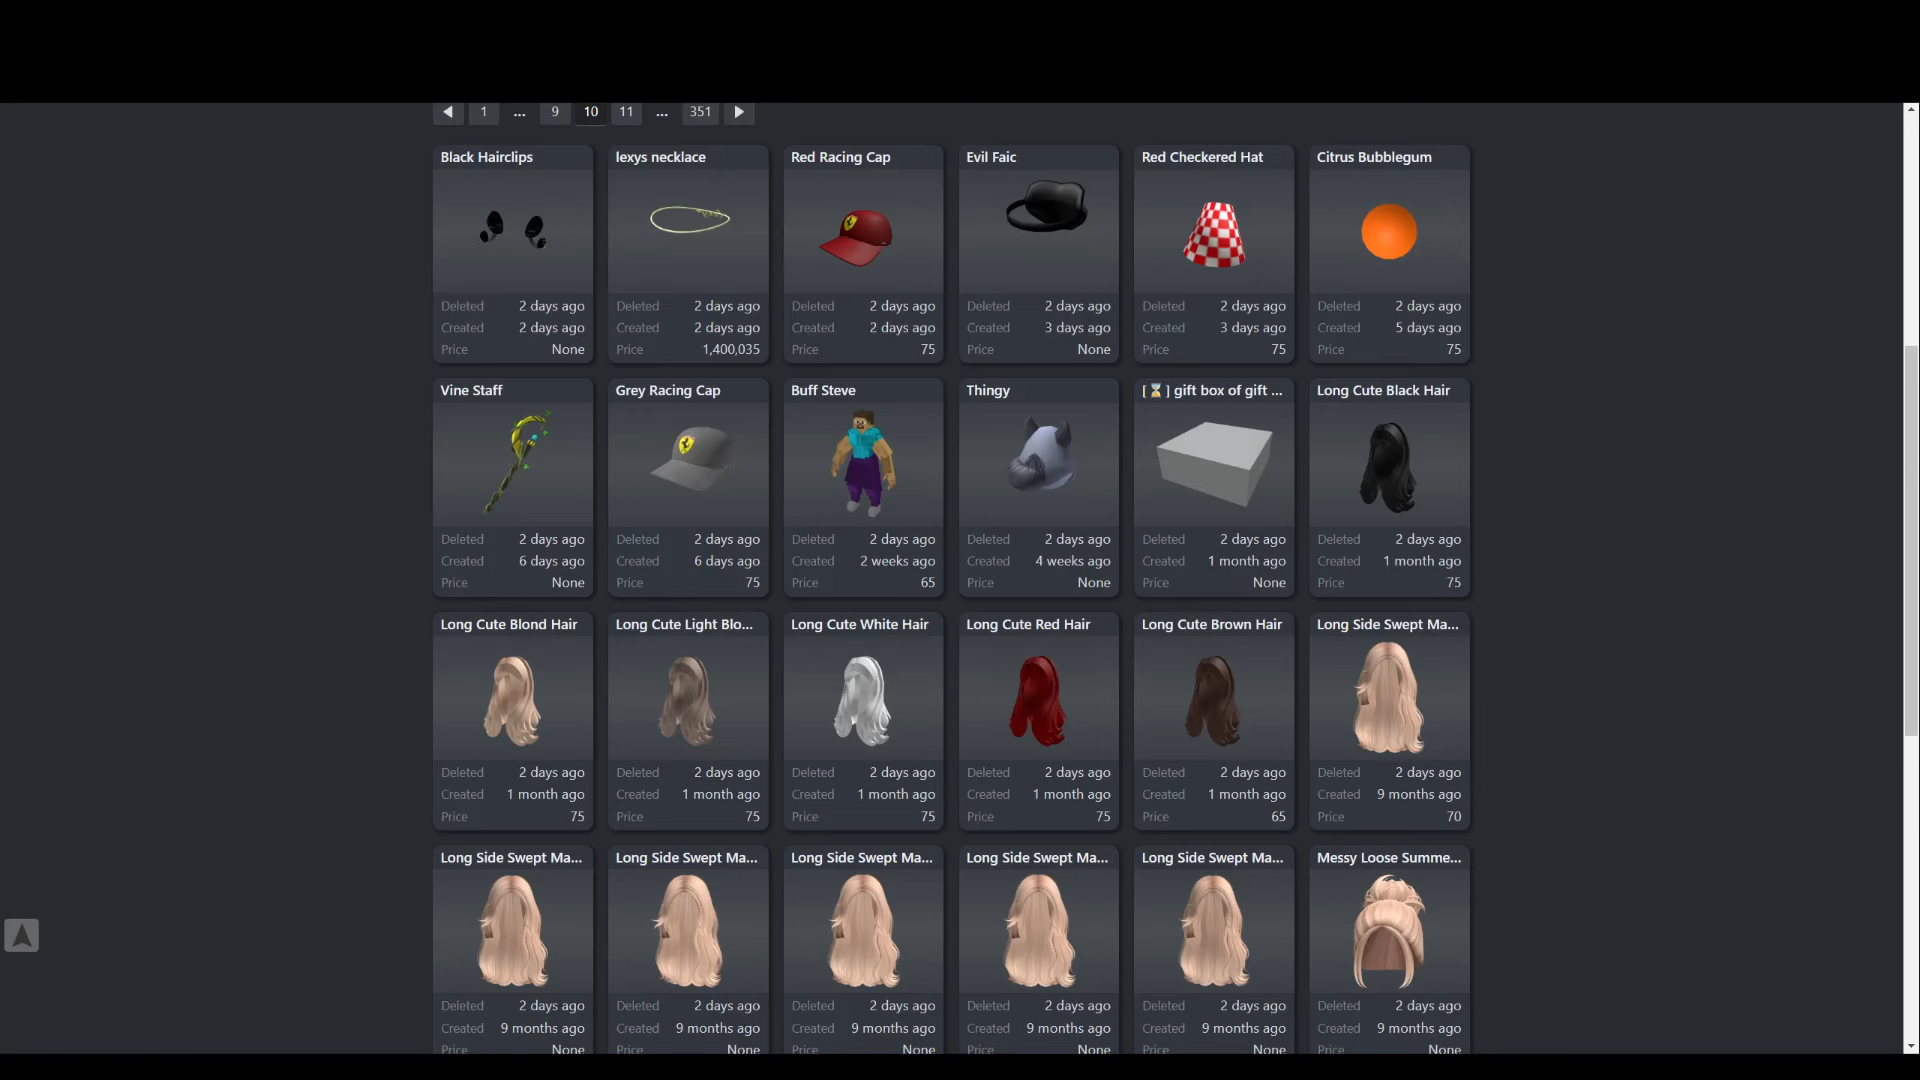 1 ... 9 10 11 ... 351
Black Hairclips
Deleted 2 days ago
Created 2 days ago
Price None
lexys necklace
Deleted 2 days ago
Created 2 days ago
Price 1,400,035
Red Racing Cap
Deleted 2 days ago
Created 2 days ago
Price 75
Evil Faic
Deleted 2 days ago
Created 3 days ago
Price None
Red Checkered Hat
Deleted 2 days ago
Created 3 days ago
Price 75
Citrus Bubblegum
Deleted 2 days ago
Created 5 days ago
Price 75
Vine Staff
Deleted 2 days ago
Created 6 days ago
Price None
Grey Racing Cap
Deleted 2 days ago
Created 6 days ago
Price 75
Buff Steve
Deleted 2 days ago
Created 2 weeks ago
Price 65
Thingy
Deleted 2 days ago
Created 4 weeks ago
Price None
[⌛] gift box of gift ...
Deleted 2 days ago
Created 1 month ago
Price None
Long Cute Black Hair
Deleted 2 days ago
Created 1 month ago
Price 75
Long Cute Blond Hair
Deleted 2 days ago
Created 1 month ago
Price 75
Long Cute Light Blo...
Deleted 2 days ago
Created 1 month ago
Price 75
Long Cute White Hair
Deleted 2 days ago
Created 1 month ago
Price 75
Long Cute Red Hair
Deleted 2 days ago
Created 1 month ago
Price 75
Long Cute Brown Hair
Deleted 2 days ago
Created 1 month ago
Price 65
Long Side Swept Ma...
Deleted 2 days ago
Created 9 months ago
Price 70
Long Side Swept Ma...
Deleted 2 days ago
Created 9 months ago
Price None
Long Side Swept Ma...
Deleted 2 days ago
Created 9 months ago
Price None
Long Side Swept Ma...
Deleted 2 days ago
Created 9 months ago
Price None
Long Side Swept Ma...
Deleted 2 days ago
Created 9 months ago
Price None
Long Side Swept Ma...
Deleted 2 days ago
Created 9 months ago
Price None
Messy Loose Summe...
Deleted 2 days ago
Created 9 months ago
Price None